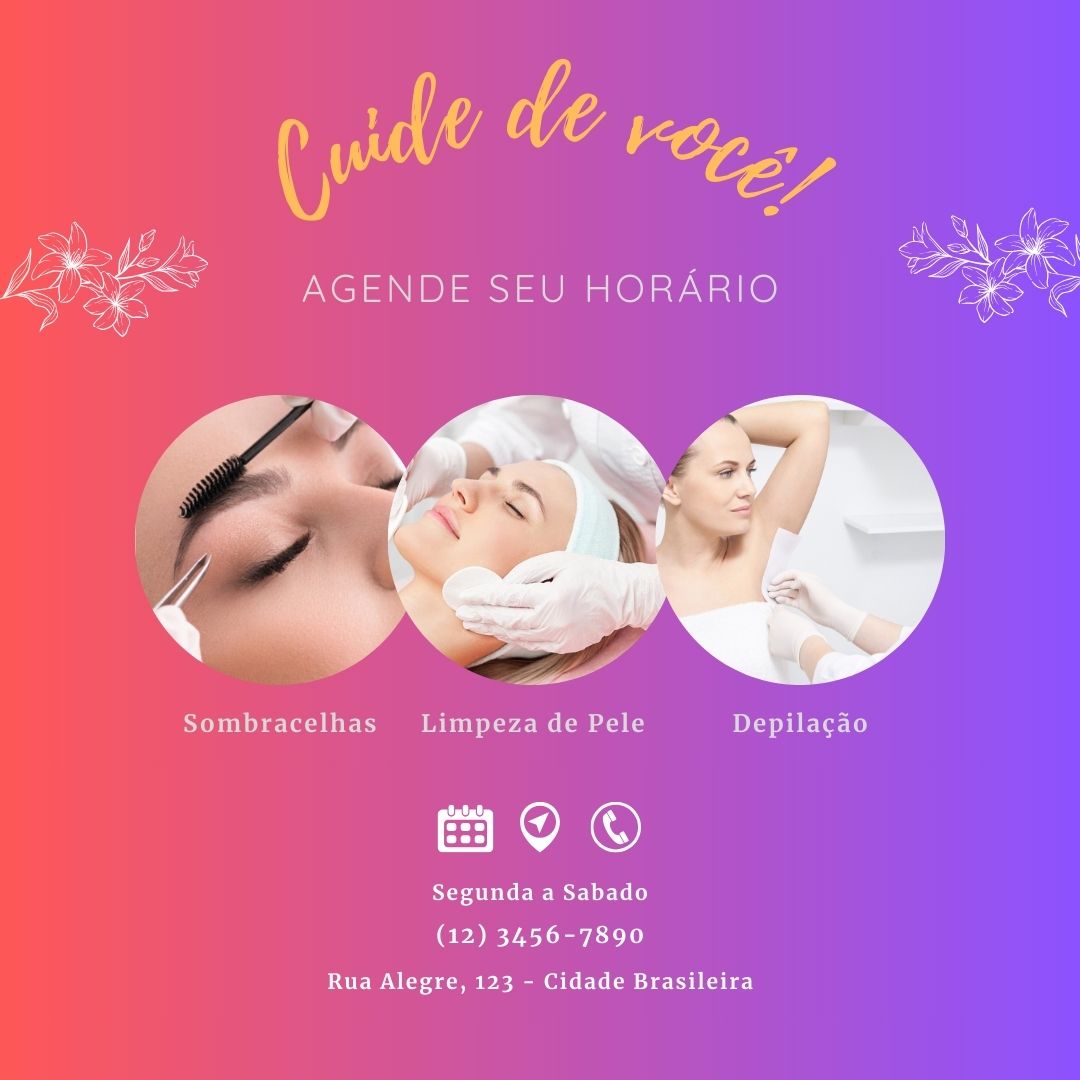 Cuide de você!
AGENDE SEU HORÁRIO
Sombracelhas
Limpeza de Pele
Depilação
Segunda a Sabado
(12) 3456-7890
Rua Alegre, 123 - Cidade Brasileira